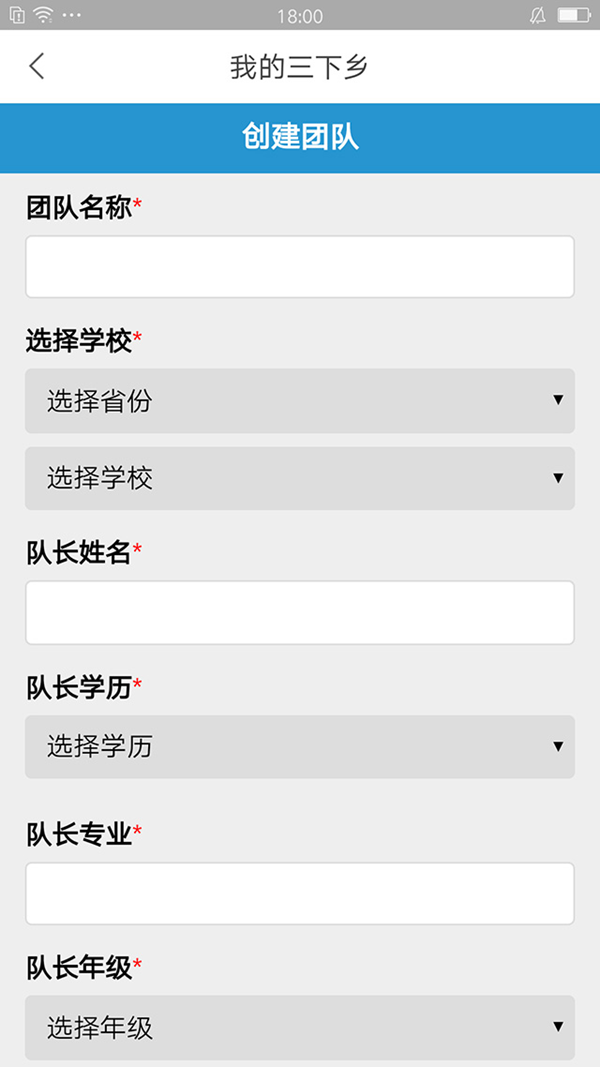 18:00
我的三下乡
创建团队
团队名称*
选择学校*
选择省份
选择学校
队长姓名*
队长学历*
选择学历
队长专业*
队长年级*
选择年级